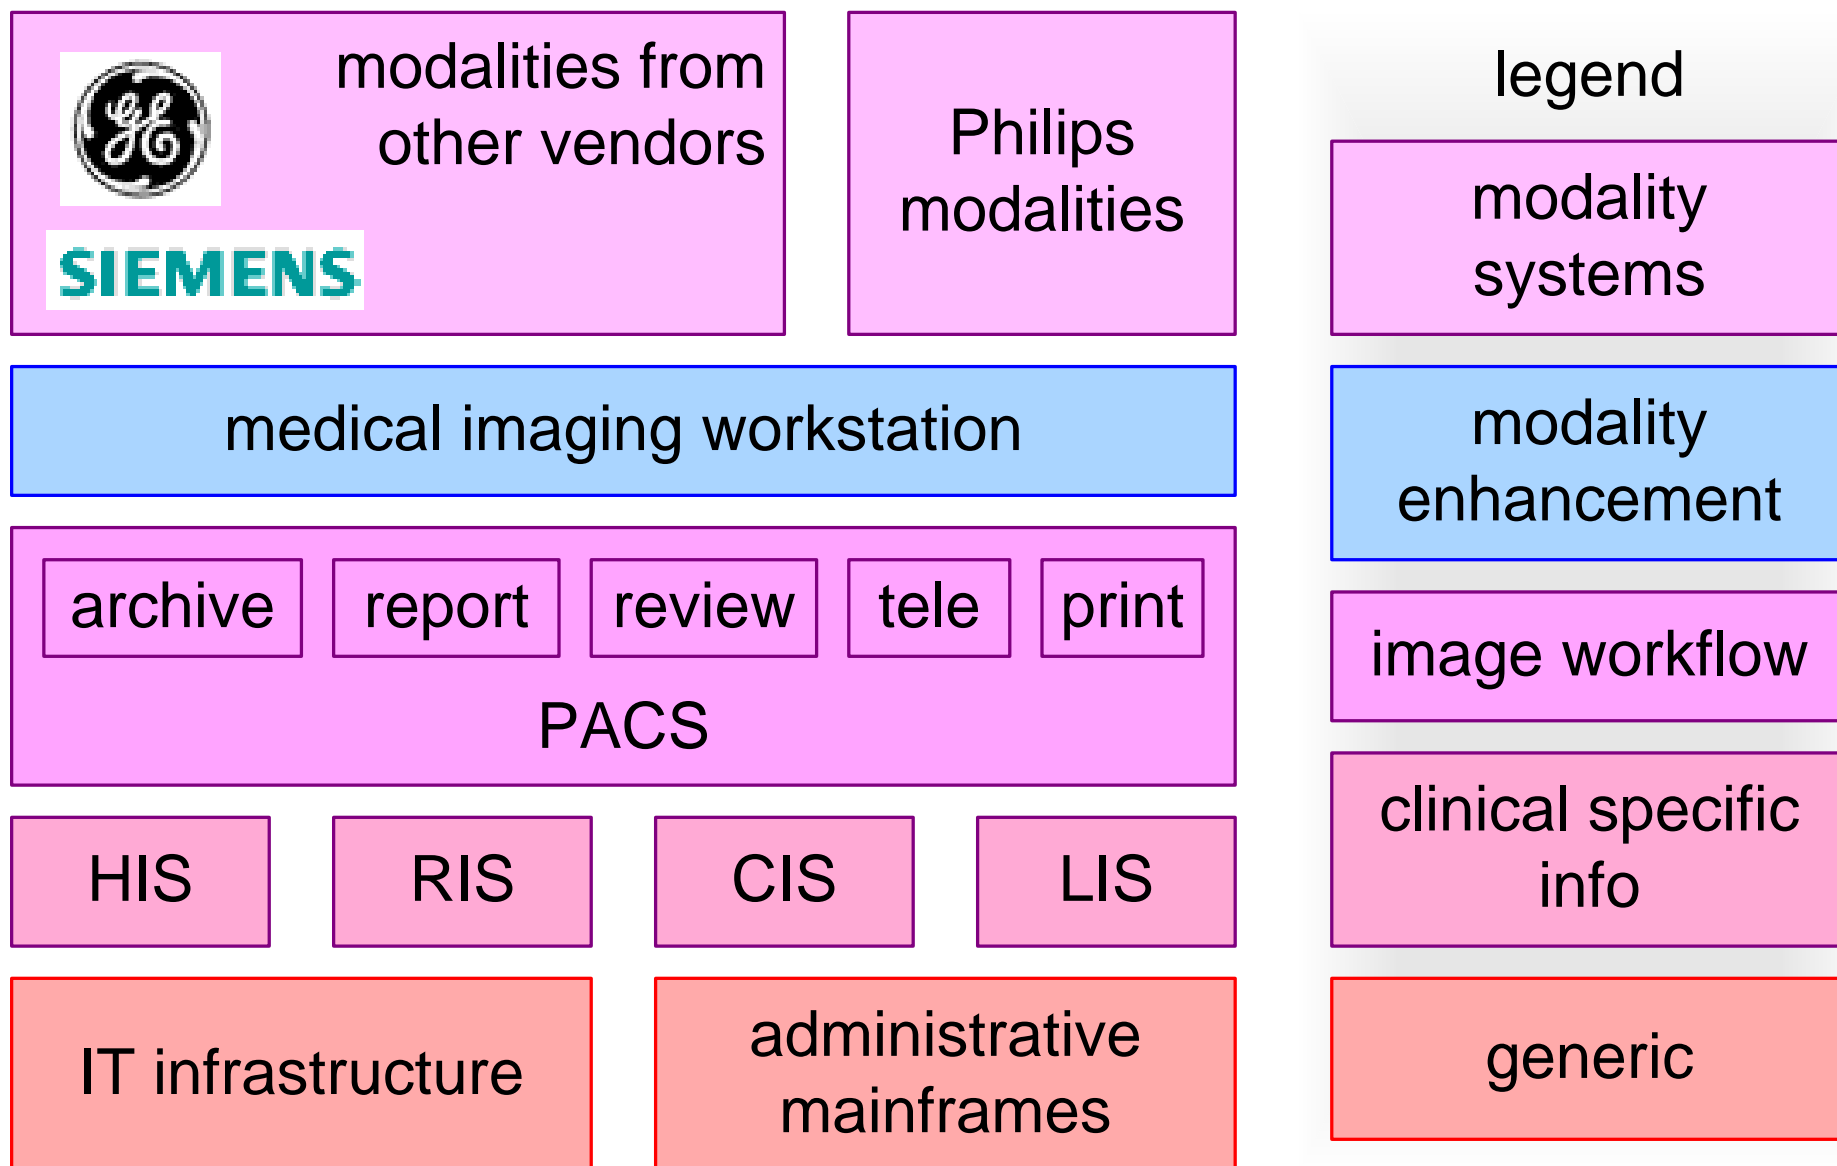 modalities from
other vendors
GE
SIEMENS
Philips
modalities
medical imaging workstation
archive
report
review
tele
print
PACS
HIS
RIS
CIS
LIS
IT infrastructure
administrative
mainframes
legend
modality
systems
modality
enhancement
image workflow
clinical specific
info
generic